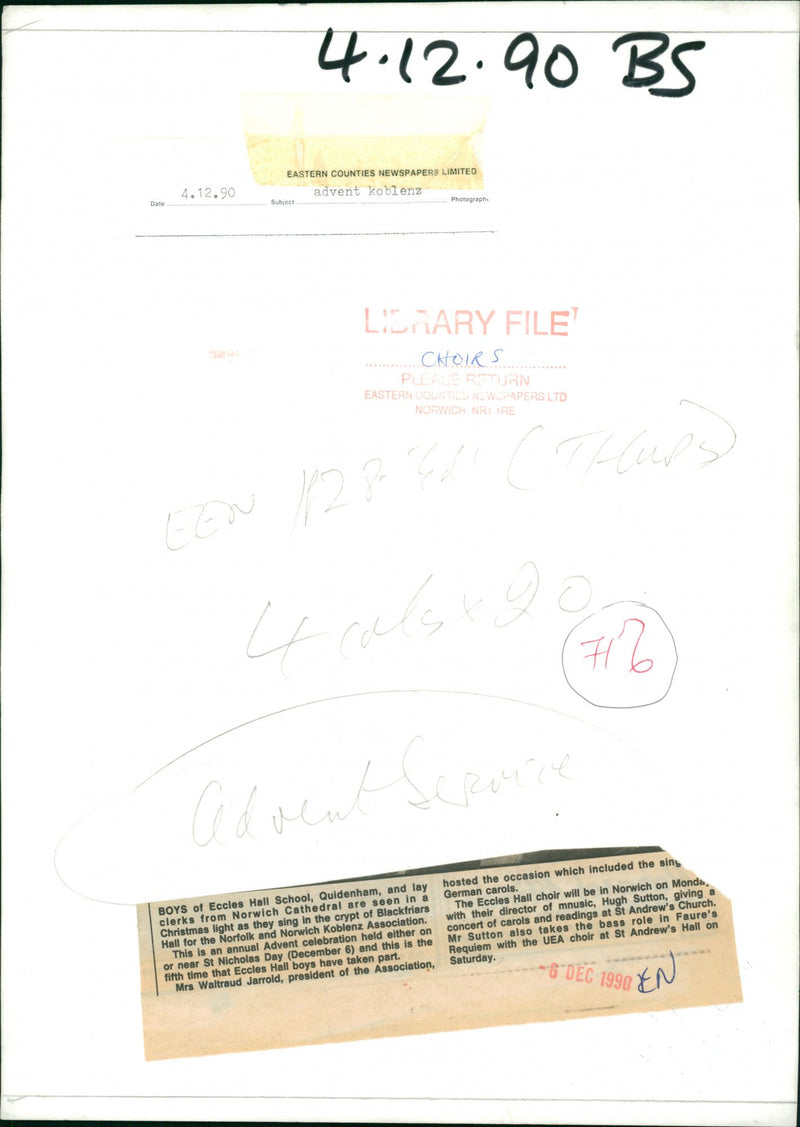 4.12.90 BS
EASTERN COUNTIES NEWSPAPERS LIMITED
Date 4.12.90 Subject advent koblenz Photograph
LIBRARY FILE
CHOIRS
PLEASE RETURN
EASTERN COUNTIES NEWSPAPERS LTD
NORWICH NR1 1RE
EEN (THURS)
4 cols x 20
Advent Service
BOYS of Eccles Hall School, Quidenham, and lay
clerks from Norwich Cathedral are seen in a
Christmas light as they sing in the crypt of Blackfriars
Hall for the Norfolk and Norwich Koblenz Association.
This is an annual Advent celebration held either on
or near St Nicholas Day (December 6) and this is the
fifth time that Eccles Hall boys have taken part.
Mrs Waltraud Jarrold, president of the Association,
hosted the occasion which included the sing
German carols.
The Eccles Hall choir will be in Norwich on Monday,
with their director of mnusic, Hugh Sutton, giving a
concert of carols and readings at St Andrew's Church.
Mr Sutton also takes the bass role in Faure's
Requiem with the UEA choir at St Andrew's Hall on
Saturday.
-6 DEC 1990 EN